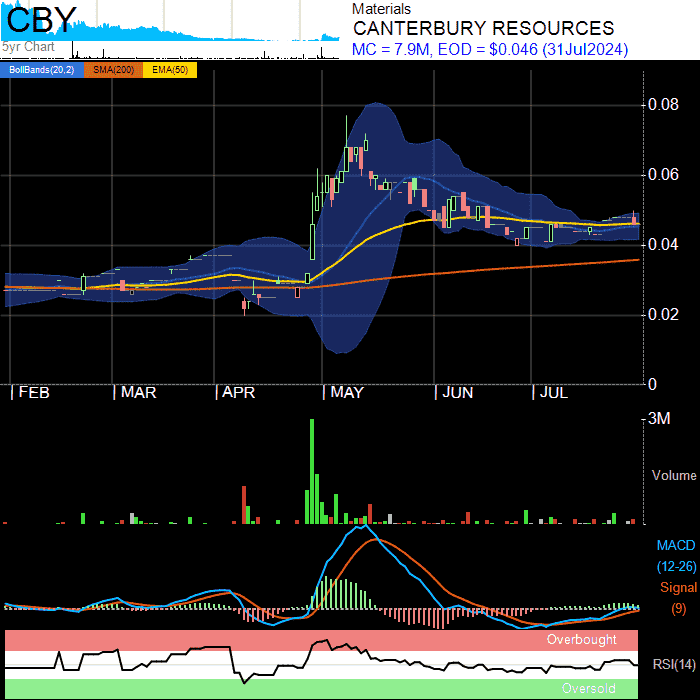 CBY
5yr Chart
Materials
CANTERBURY RESOURCES
MC = 7.9M, EOD = $0.046 (31Jul2024)
BollBands(20,2) SMA(200) EMA(50)
0.08
0.06
0.04
0.02
0
FEB MAR APR MAY JUN JUL
3M
Volume
MACD
(12-26)
Signal
(9)
Overbought
RSI(14)
Oversold